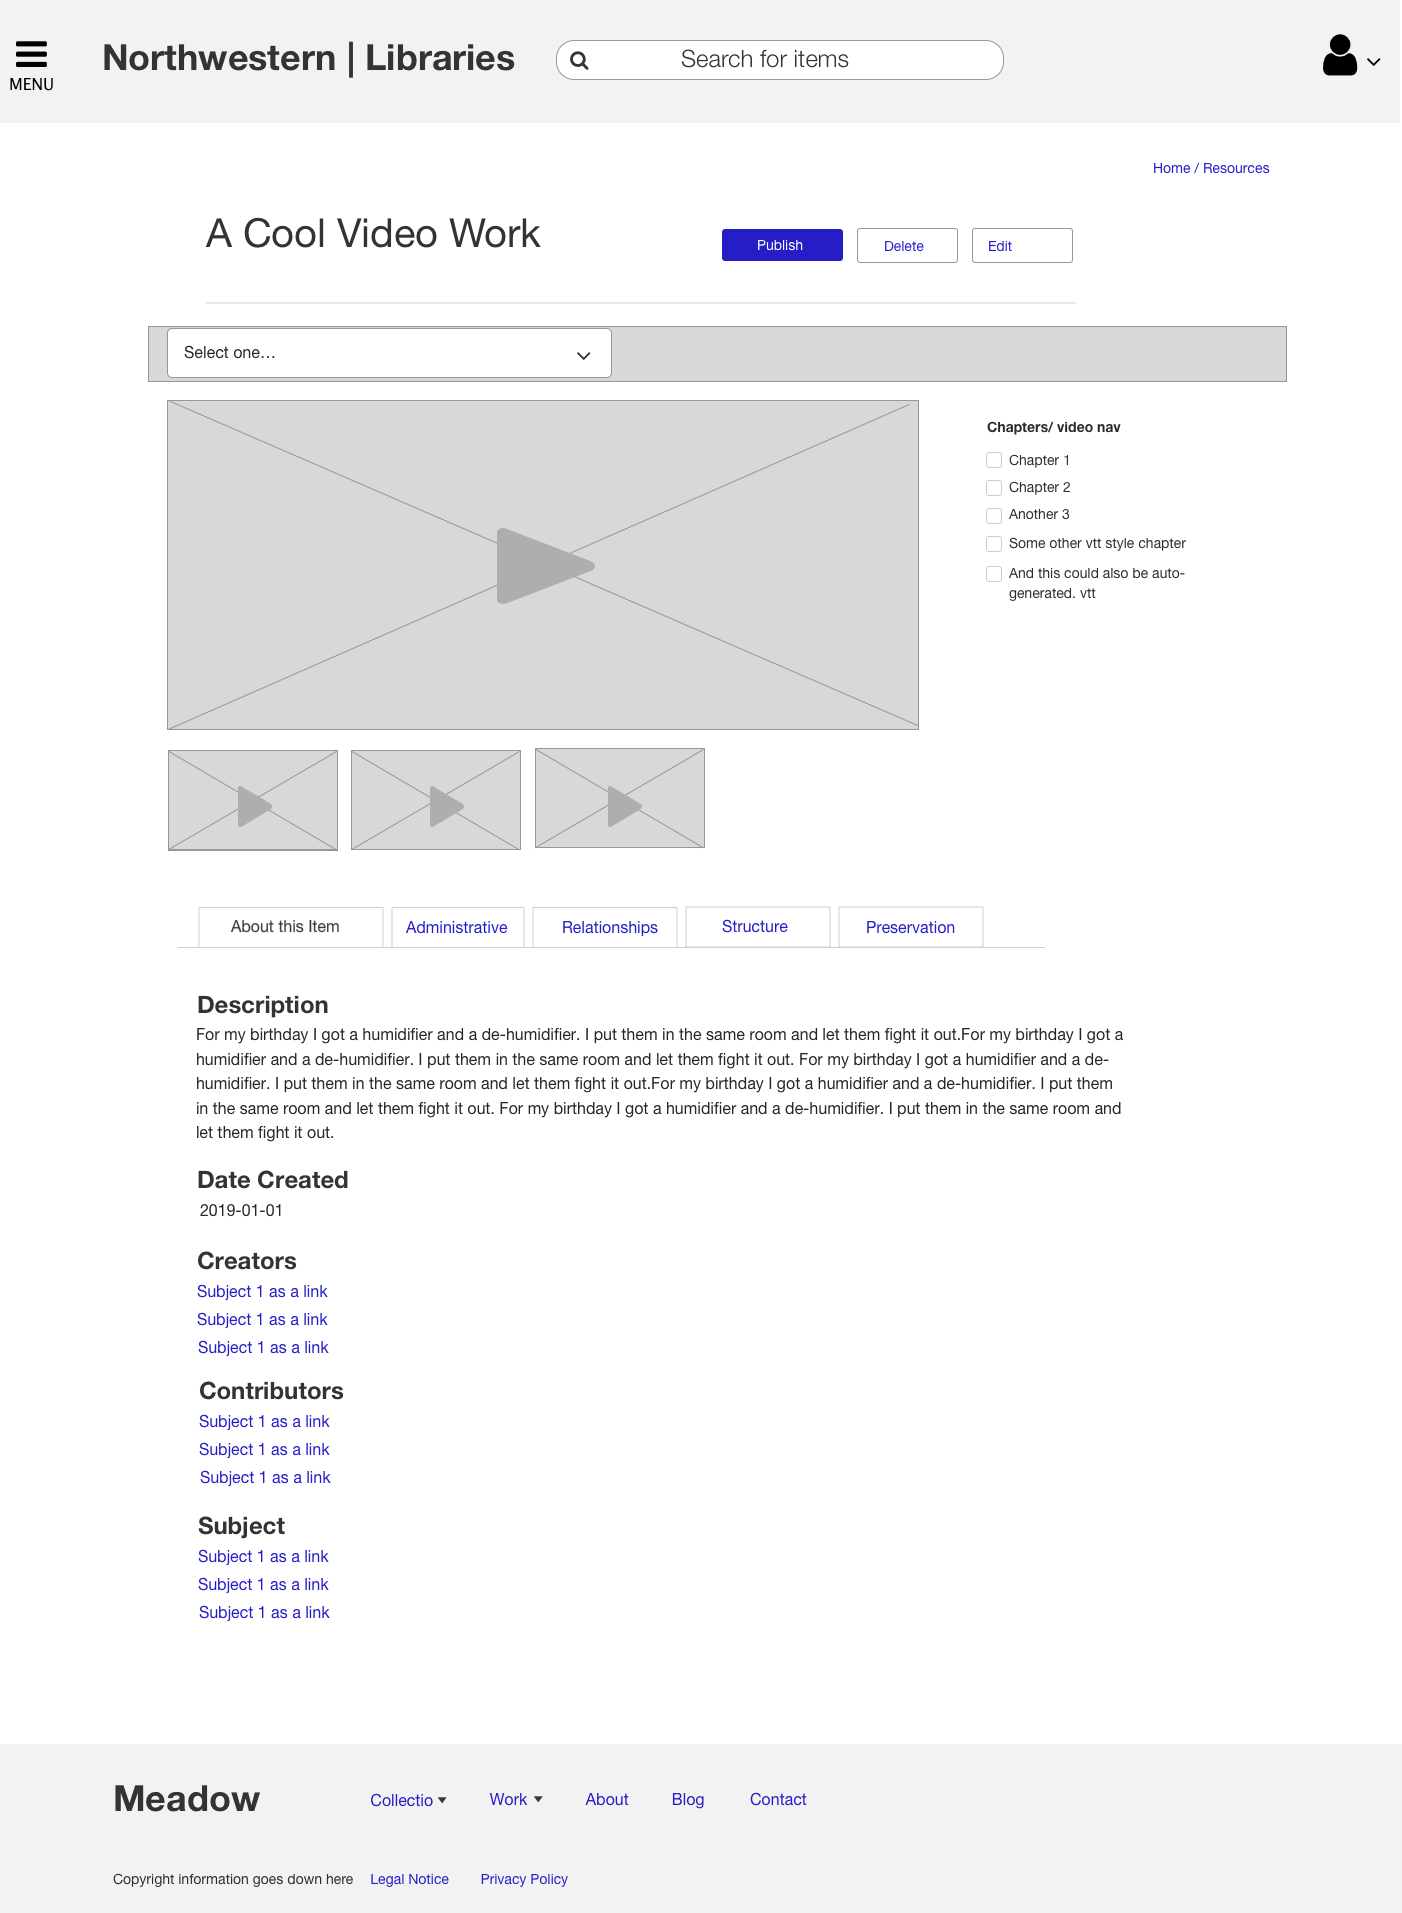 MENU
Northwestern | Libraries
Search for items
Home / Resources
A Cool Video Work
Publish
Delete
Edit
Select one…
Chapters/ video nav
Chapter 1
Chapter 2
Another 3
Some other vtt style chapter
And this could also be auto-
generated. vtt
About this Item
Administrative
Relationships
Structure
Preservation
Description
For my birthday I got a humidifier and a de-humidifier. I put them in the same room and let them fight it out.For my birthday I got a
humidifier and a de-humidifier. I put them in the same room and let them fight it out. For my birthday I got a humidifier and a de-
humidifier. I put them in the same room and let them fight it out.For my birthday I got a humidifier and a de-humidifier. I put them
in the same room and let them fight it out. For my birthday I got a humidifier and a de-humidifier. I put them in the same room and
let them fight it out.
Date Created
2019-01-01
Creators
Subject 1 as a link
Subject 1 as a link
Subject 1 as a link
Contributors
Subject 1 as a link
Subject 1 as a link
Subject 1 as a link
Subject
Subject 1 as a link
Subject 1 as a link
Subject 1 as a link
Meadow
Collectio
Work
About
Blog
Contact
Copyright information goes down here
Legal Notice
Privacy Policy